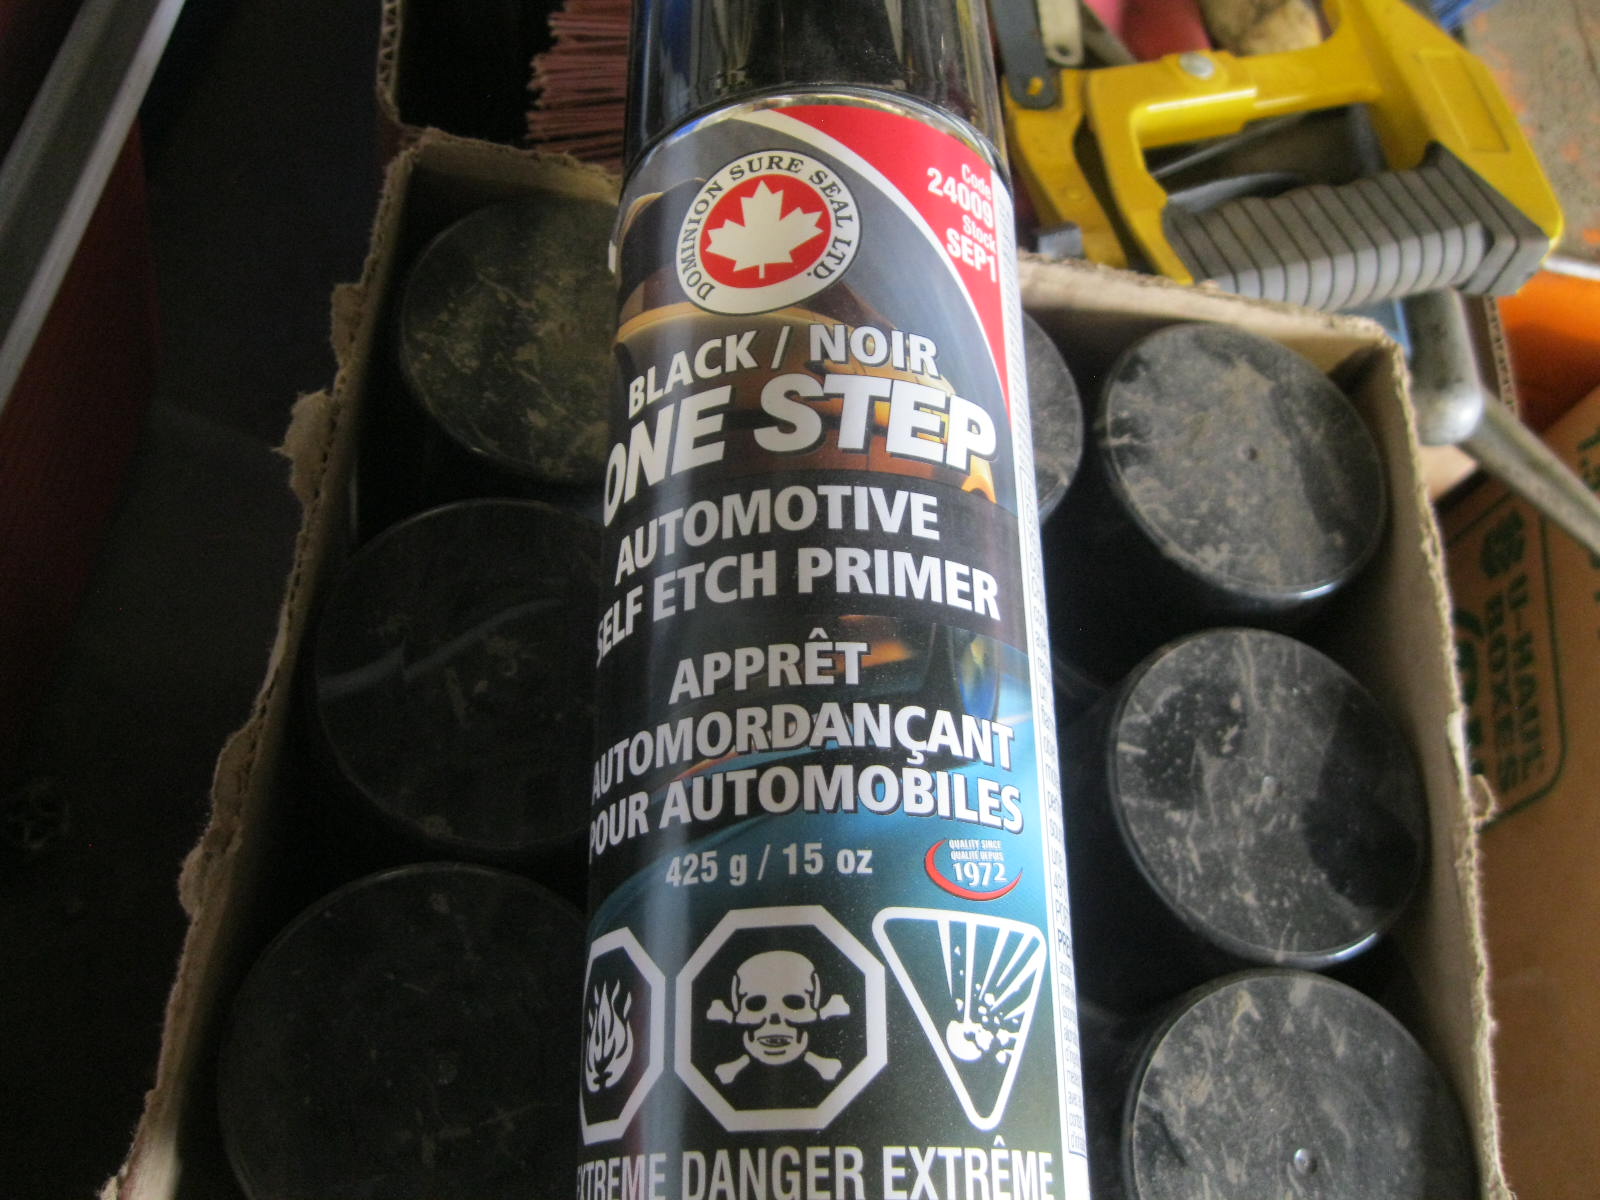 DOMINION SURE SEAL LTD.
Code
24009
Stock
SEP1
BLACK / NOIR
ONE STEP
AUTOMOTIVE
SELF ETCH PRIMER
APPRÊT
AUTOMORDANÇANT
POUR AUTOMOBILES
425 g / 15 oz
QUALITY SINCE
QUALITÉ DEPUIS
1972
EXTREME DANGER EXTRÊME
U-HAUL
BOXES